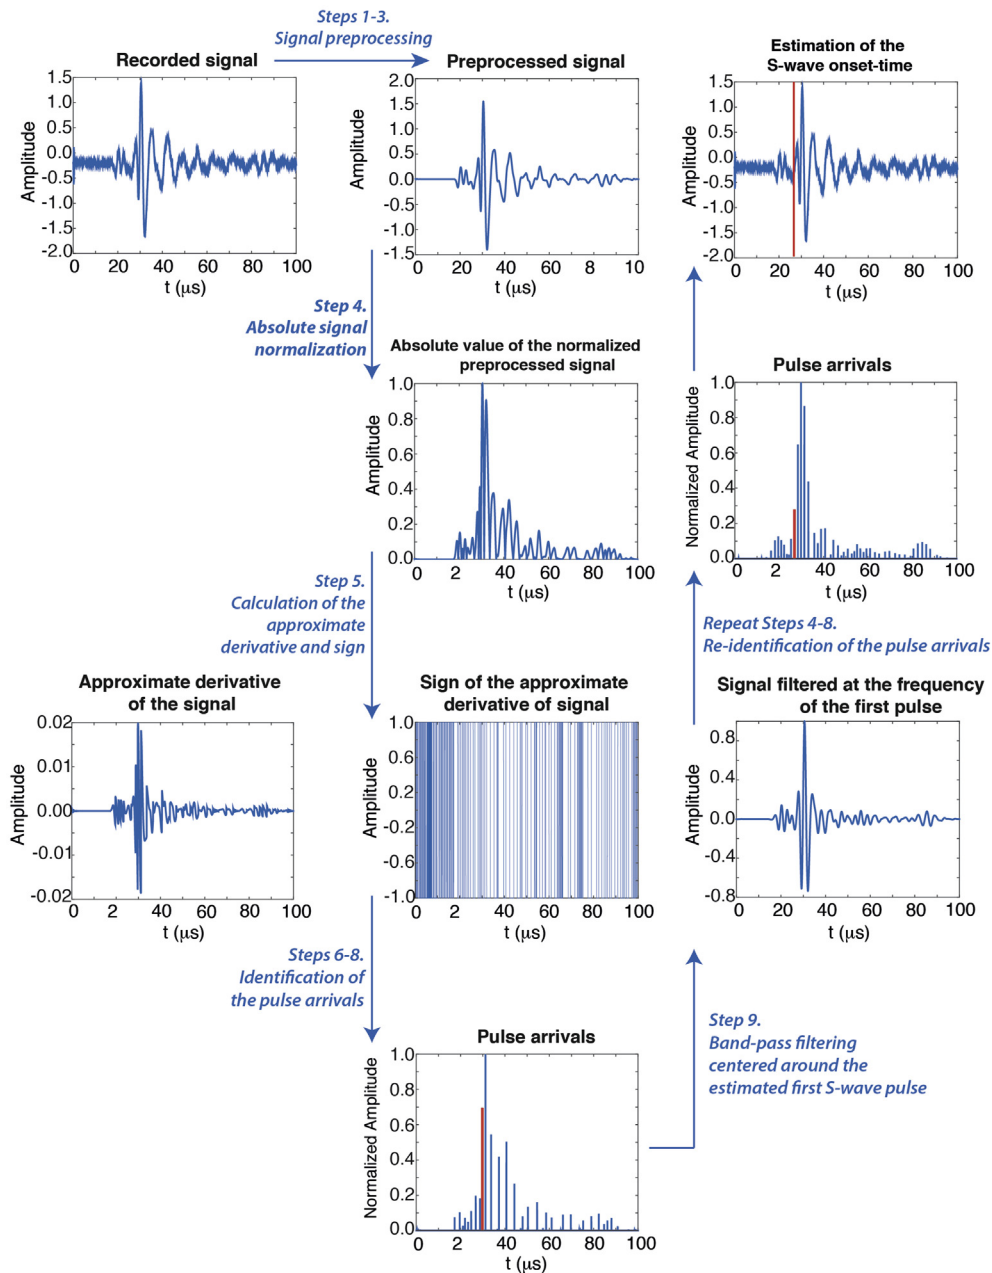 Steps 1-3.
Signal preprocessing
Recorded signal
Amplitude
1.5
1.0
0.5
0.0
-0.5
-1.0
-1.5
-2.0
0 20 40 60 80 100
t (μs)
Preprocessed signal
Amplitude
2.0
1.5
1.0
0.5
0.0
-0.5
-1.0
-1.5
0 20 40 60 80 10
t (μs)
Estimation of the
S-wave onset-time
Amplitude
1.5
1.0
0.5
0.0
-0.5
-1.0
-1.5
-2.0
0 20 40 60 80 100
t (μs)
Step 4.
Absolute signal
normalization
Absolute value of the normalized
preprocessed signal
Amplitude
1.0
0.8
0.6
0.4
0.2
0.0
0 2 40 60 80 100
t (μs)
Pulse arrivals
Normalized Amplitude
1.0
0.8
0.6
0.4
0.2
0.0
0 20 40 60 80 100
t (μs)
Step 5.
Calculation of the
approximate
derivative and sign
Repeat Steps 4-8.
Re-identification of the pulse arrivals
Approximate derivative
of the signal
Amplitude
0.02
0.01
0.00
-0.01
-0.02
0 2 40 60 80 100
t (μs)
Sign of the approximate
derivative of signal
Amplitude
1.0
0.6
0.2
-0.2
-0.6
-1.0
0 2 40 60 80 100
t (μs)
Signal filtered at the frequency
of the first pulse
Amplitude
0.8
0.4
0.0
-0.4
-0.8
0 20 40 60 80 100
t (μs)
Steps 6-8.
Identification of
the pulse arrivals
Step 9.
Band-pass filtering
centered around the
estimated first S-wave pulse
Pulse arrivals
Normalized Amplitude
1.0
0.8
0.6
0.4
0.2
0.0
0 2 40 60 80 100
t (μs)